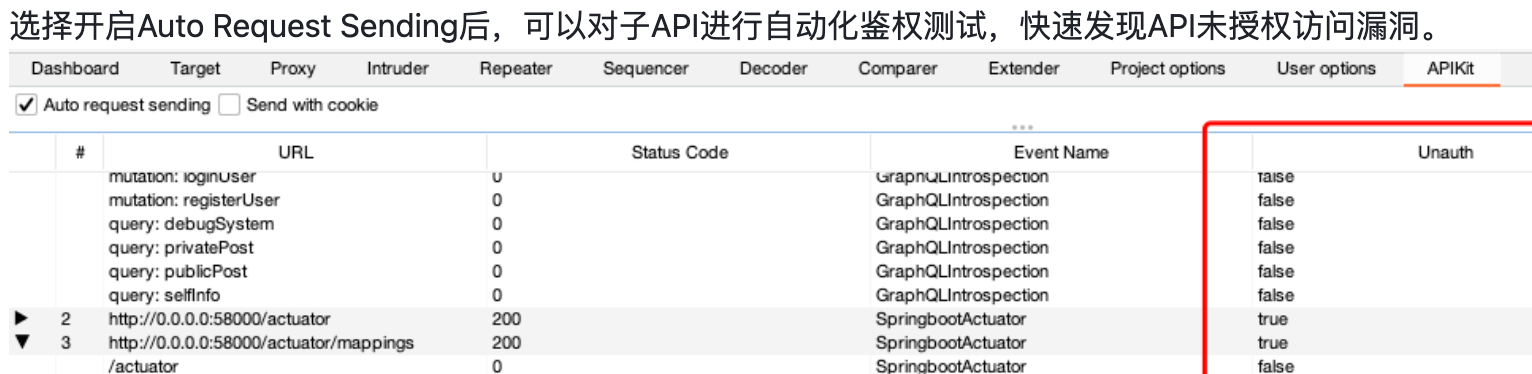 选择开启Auto Request Sending后，可以对子API进行自动化鉴权测试，快速发现API未授权访问漏洞。
Dashboard Target Proxy Intruder Repeater Sequencer Decoder Comparer Extender Project options User options APIKit
Auto request sending Send with cookie
# URL Status Code Event Name Unauth
mutation: loginUser 0 GraphQLIntrospection false
mutation: registerUser 0 GraphQLIntrospection false
query: debugSystem 0 GraphQLIntrospection false
query: privatePost 0 GraphQLIntrospection false
query: publicPost 0 GraphQLIntrospection false
query: selfInfo 0 GraphQLIntrospection false
2 http://0.0.0.0:58000/actuator 200 SpringbootActuator true
3 http://0.0.0.0:58000/actuator/mappings 200 SpringbootActuator true
/actuator 0 SpringbootActuator false